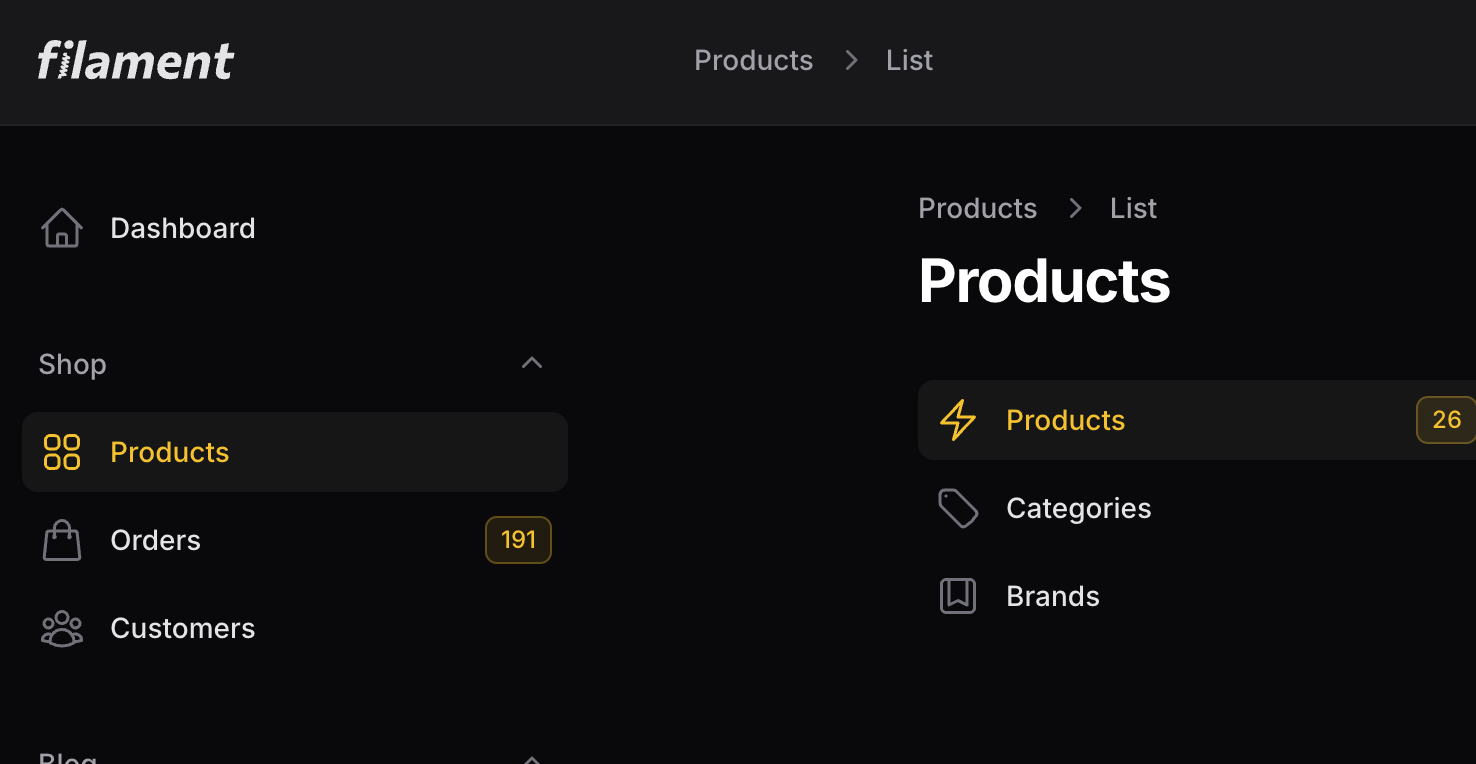 filament
Products > List
Dashboard
Shop
Products
Orders 191
Customers
Blog
Products > List
Products
Products 26
Categories
Brands